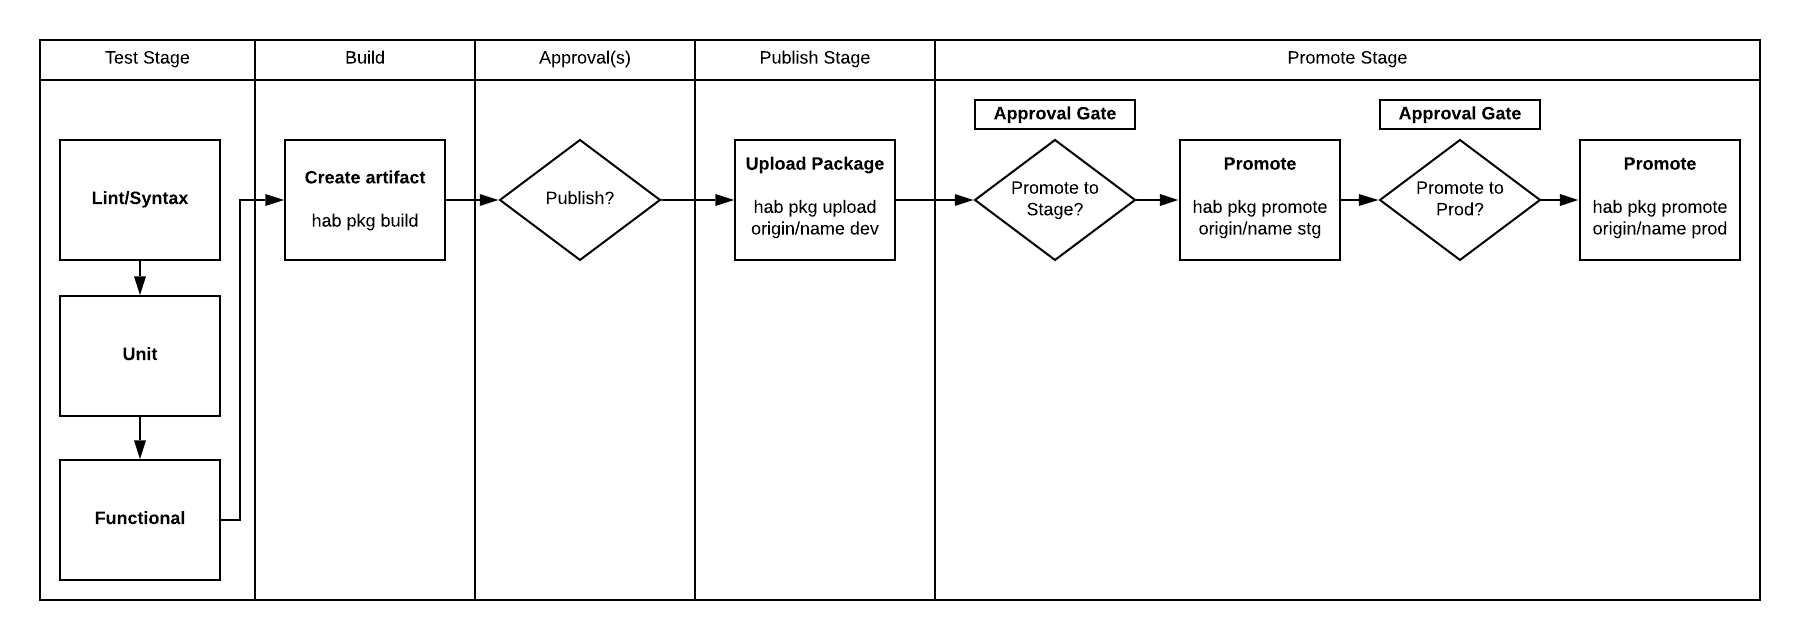 Test Stage
Build
Approval(s)
Publish Stage
Promote Stage
Lint/Syntax
Unit
Functional
Create artifact
hab pkg build
Publish?
Upload Package
hab pkg upload
origin/name dev
Approval Gate
Promote to
Stage?
Promote
hab pkg promote
origin/name stg
Approval Gate
Promote to
Prod?
Promote
hab pkg promote
origin/name prod